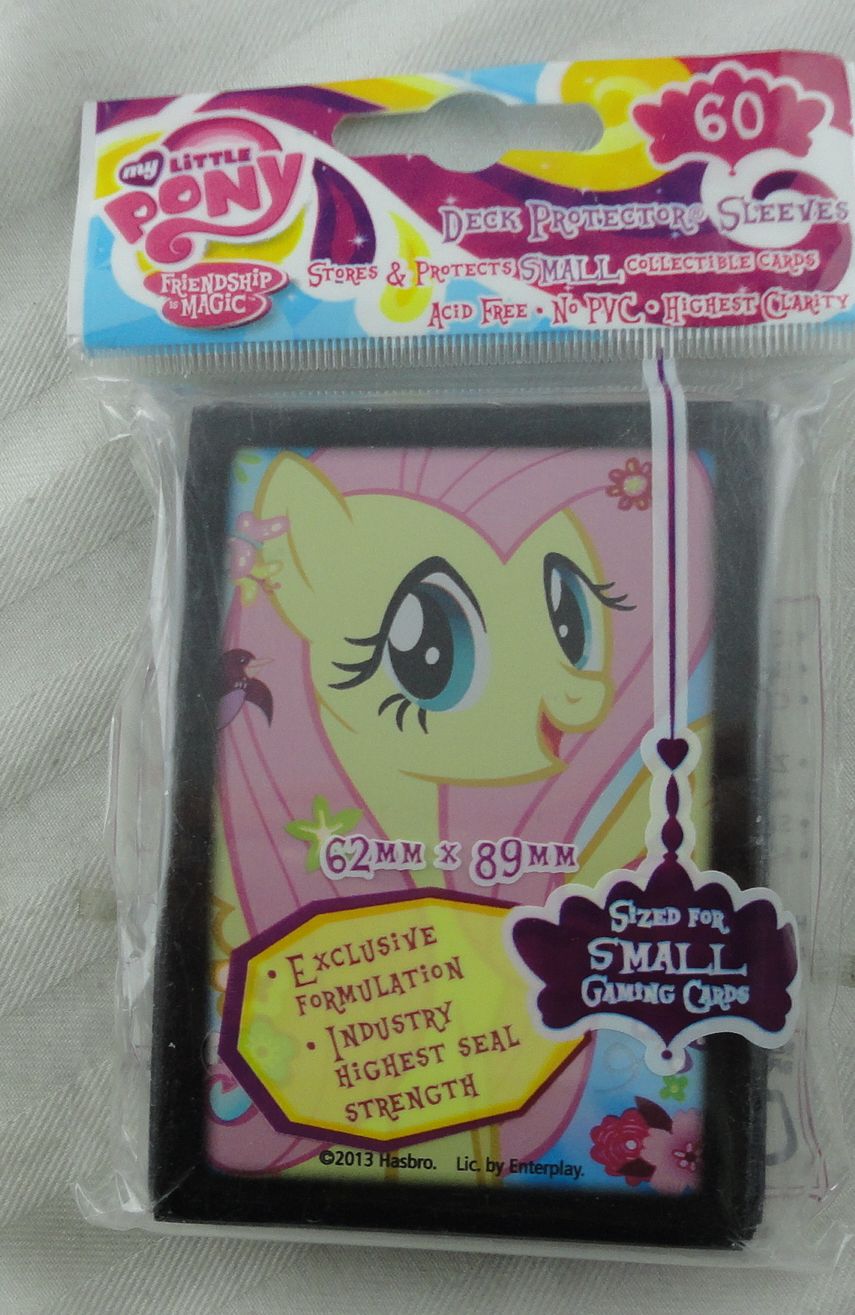 60
my LITTLE
PONY
FRIENDSHIP
IS MAGIC™
DECK PROTECTOR® SLEEVES
STORES & PROTECTS SMALL COLLECTIBLE CARDS
ACID FREE • NO PVC • HIGHEST CLARITY
62MM X 89MM
SIZED FOR
SMALL
GAMING CARDS
• EXCLUSIVE
FORMULATION
• INDUSTRY
HIGHEST SEAL
STRENGTH
©2013 Hasbro. Lic. by Enterplay.